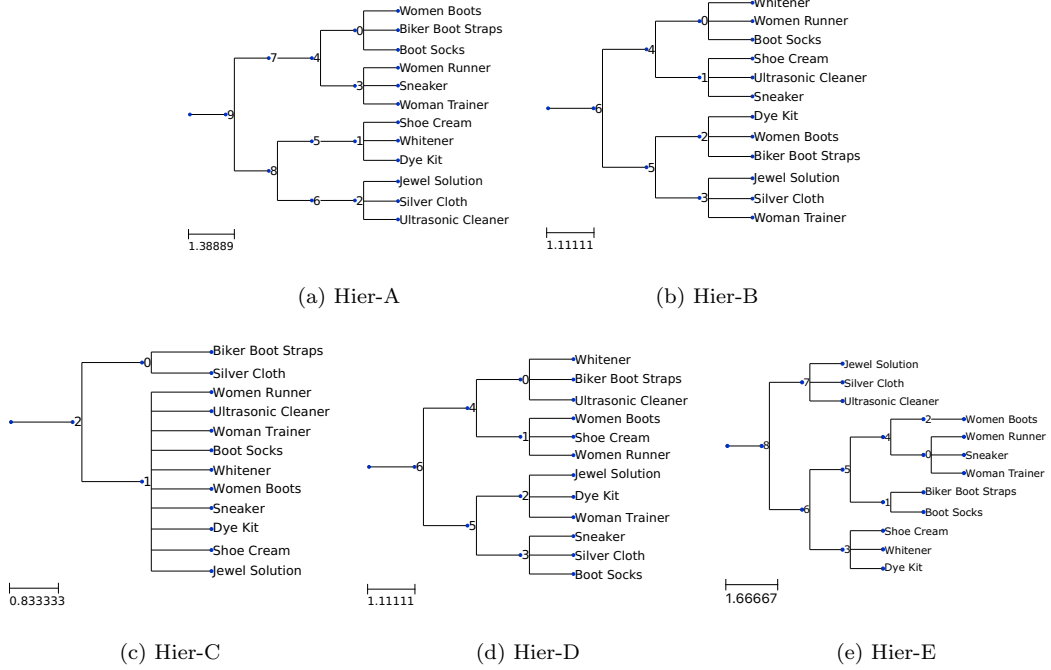 Women Boots
0
Biker Boot Straps
Boot Socks
7
4
Women Runner
3
Sneaker
Woman Trainer
9
Shoe Cream
5
1
Whitener
Dye Kit
8
Jewel Solution
6
2
Silver Cloth
Ultrasonic Cleaner
1.38889
(a) Hier-A
Whitener
0
Women Runner
Boot Socks
4
Shoe Cream
1
Ultrasonic Cleaner
Sneaker
6
Dye Kit
2
Women Boots
Biker Boot Straps
5
Jewel Solution
3
Silver Cloth
Woman Trainer
1.11111
(b) Hier-B
Biker Boot Straps
0
Silver Cloth
2
Women Runner
Ultrasonic Cleaner
Woman Trainer
Boot Socks
Whitener
1
Women Boots
Sneaker
Dye Kit
Shoe Cream
Jewel Solution
0.833333
(c) Hier-C
Whitener
0
Biker Boot Straps
Ultrasonic Cleaner
4
Women Boots
1
Shoe Cream
Women Runner
6
Jewel Solution
2
Dye Kit
Woman Trainer
5
Sneaker
3
Silver Cloth
Boot Socks
1.11111
(d) Hier-D
Jewel Solution
7
Silver Cloth
Ultrasonic Cleaner
8
2
Women Boots
4
Women Runner
0
Sneaker
Woman Trainer
5
Biker Boot Straps
1
Boot Socks
6
Shoe Cream
3
Whitener
Dye Kit
1.66667
(e) Hier-E